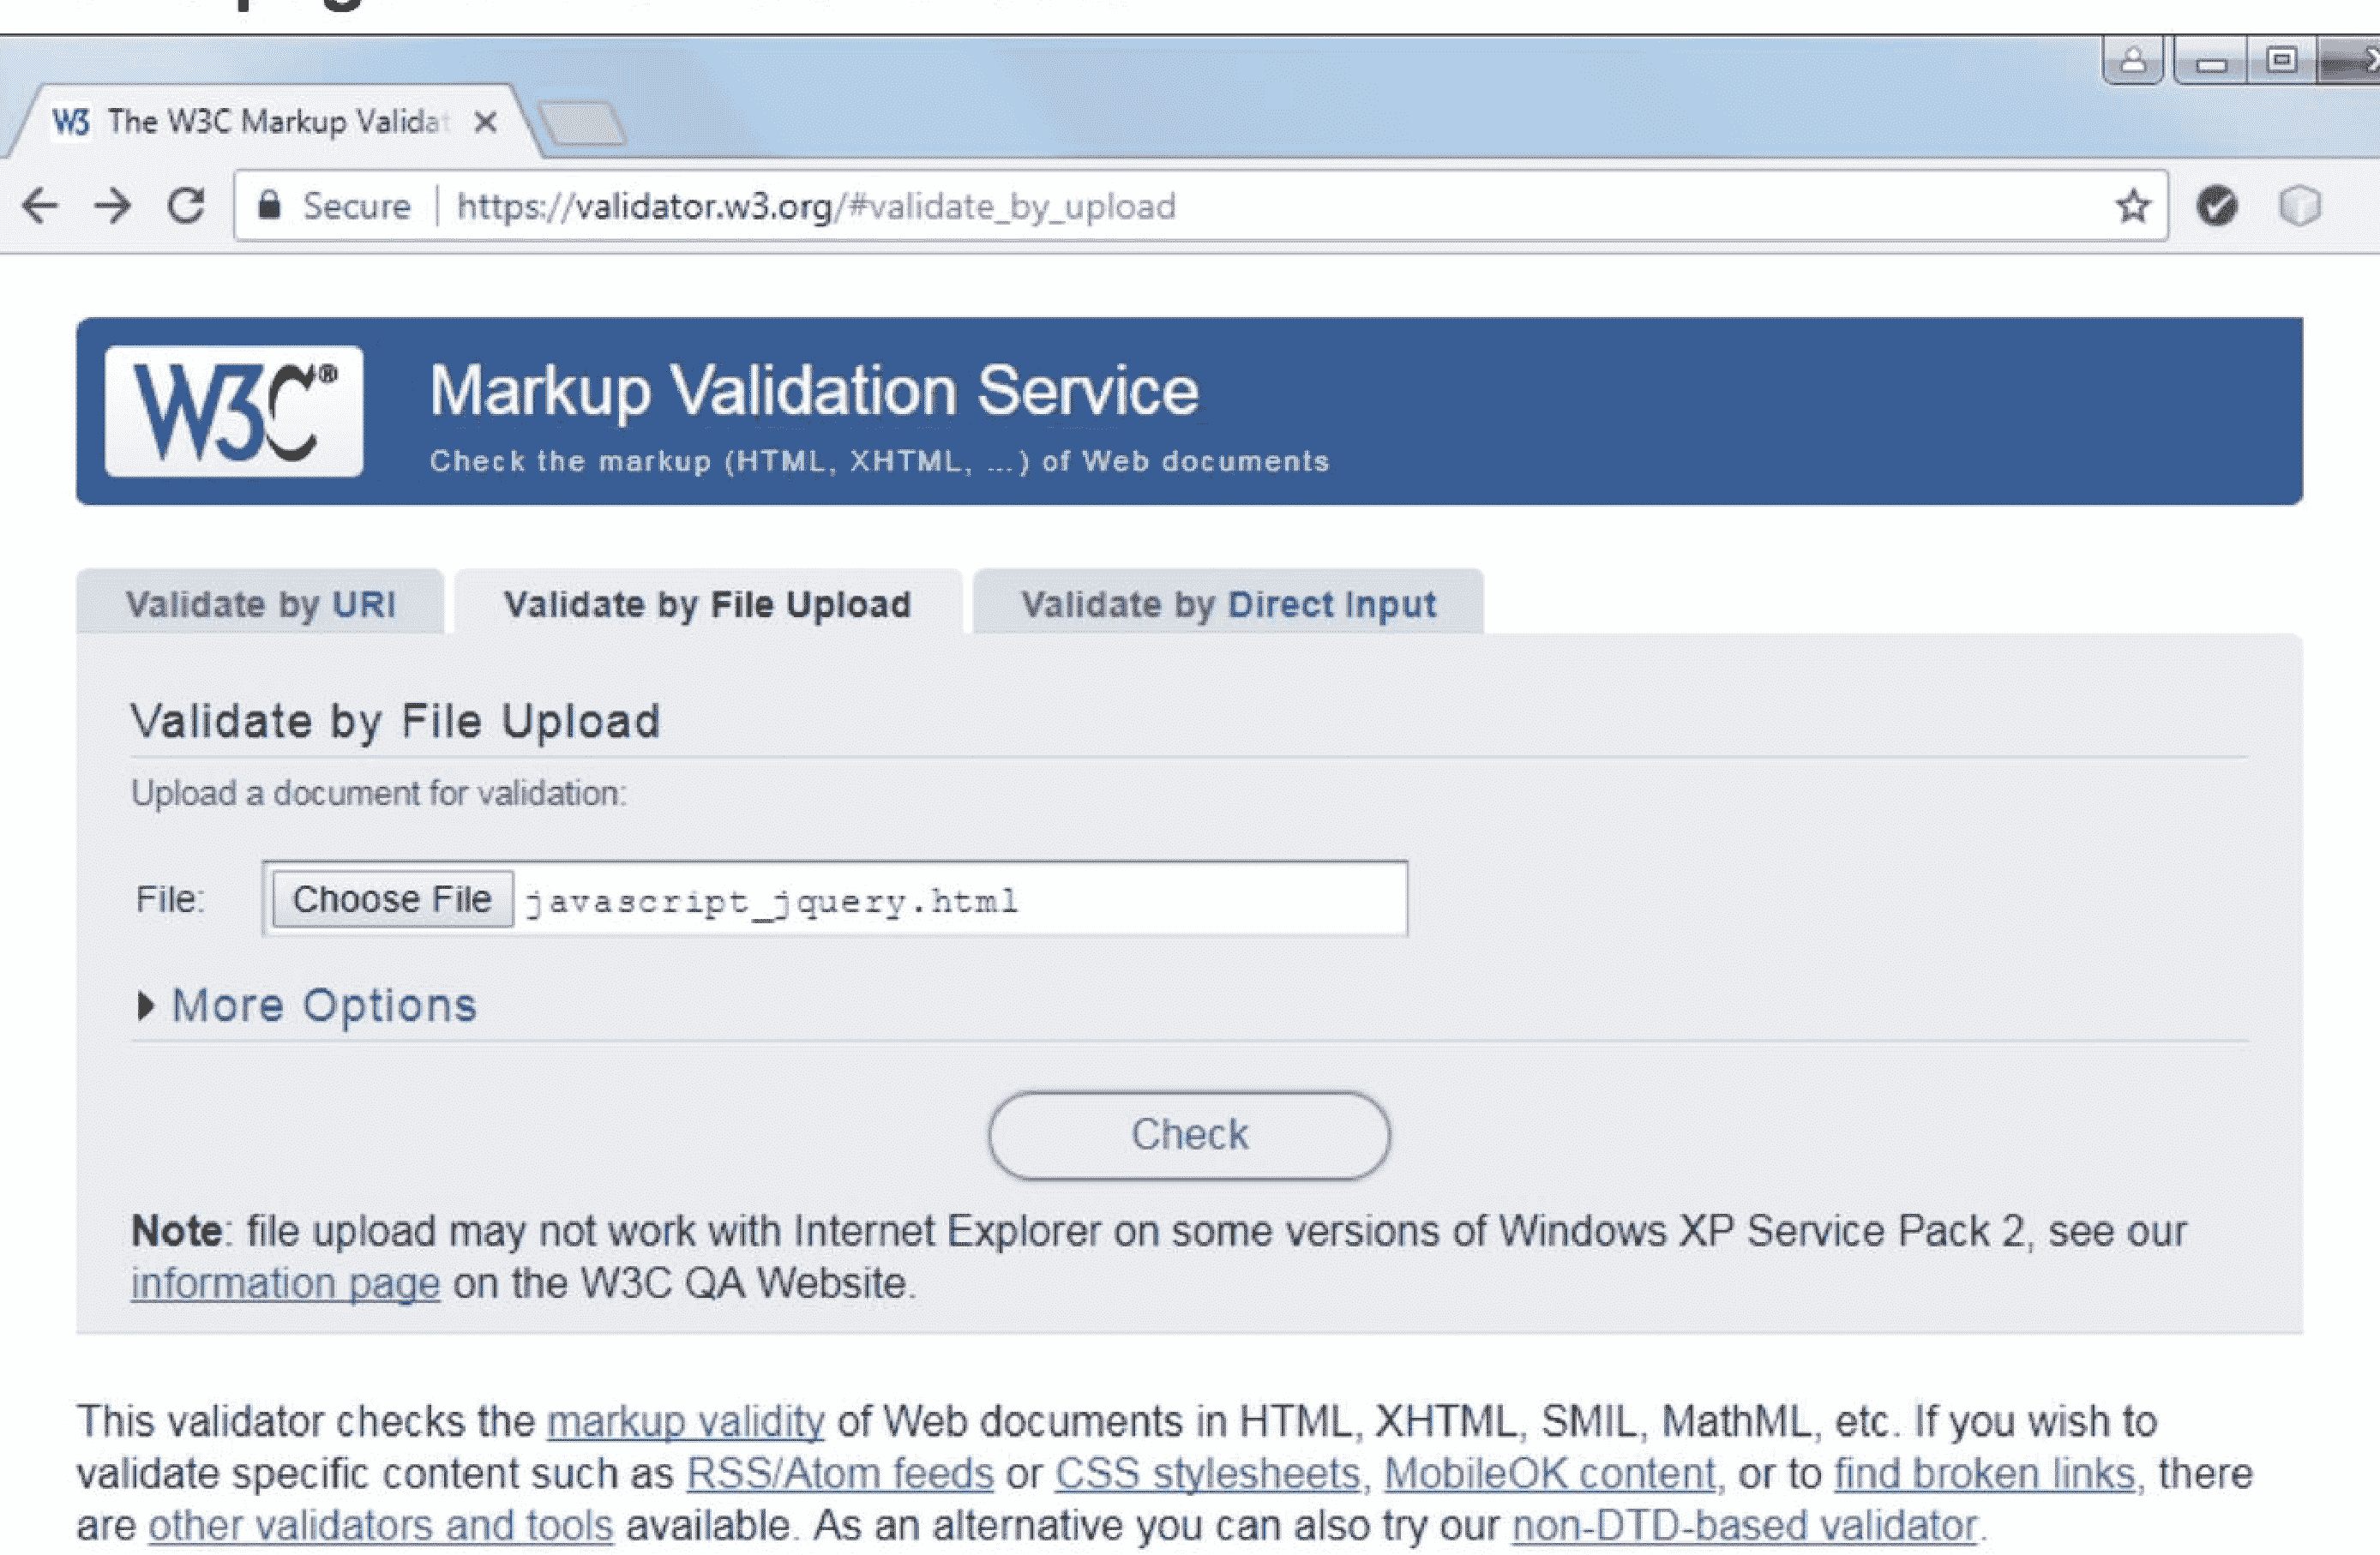 W3 The W3C Markup Validat
Secure https://validator.w3.org/#validate_by_upload
W3C®
Markup Validation Service
Check the markup (HTML, XHTML, ...) of Web documents
Validate by URI Validate by File Upload Validate by Direct Input
Validate by File Upload
Upload a document for validation:
File: Choose File javascript_jquery.html
More Options
Check
Note: file upload may not work with Internet Explorer on some versions of Windows XP Service Pack 2, see our
information page on the W3C QA Website.
This validator checks the markup validity of Web documents in HTML, XHTML, SMIL, MathML, etc. If you wish to
validate specific content such as RSS/Atom feeds or CSS stylesheets, MobileOK content, or to find broken links, there
are other validators and tools available. As an alternative you can also try our non-DTD-based validator.